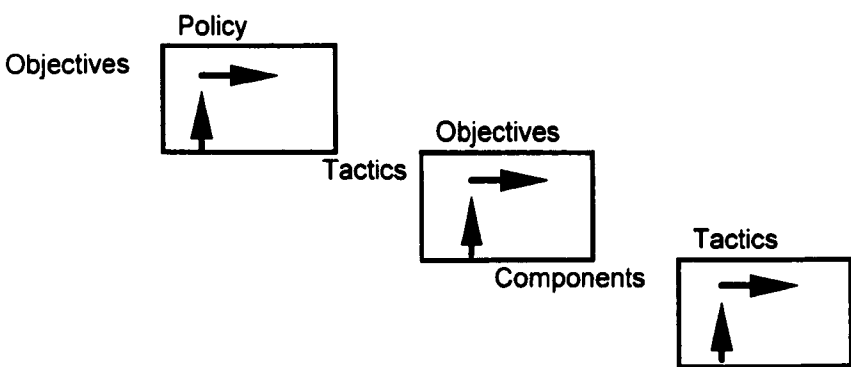 Policy
Objectives
Objectives
Tactics
Tactics
Components